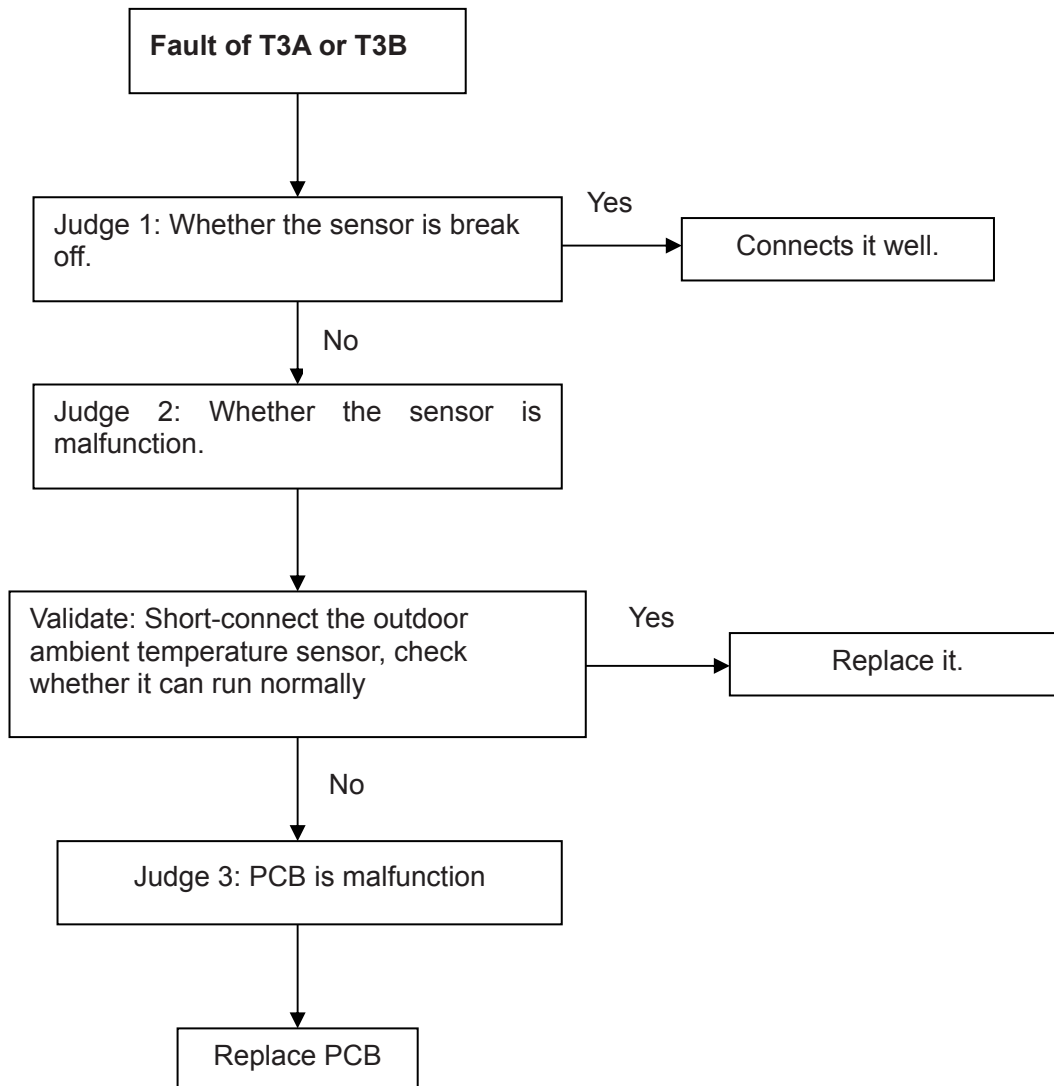 Fault of T3A or T3B
Judge 1: Whether the sensor is break
off.
Yes
Connects it well.
No
Judge 2: Whether the sensor is
malfunction.
Validate: Short-connect the outdoor
ambient temperature sensor, check
whether it can run normally
Yes
Replace it.
No
Judge 3: PCB is malfunction
Replace PCB